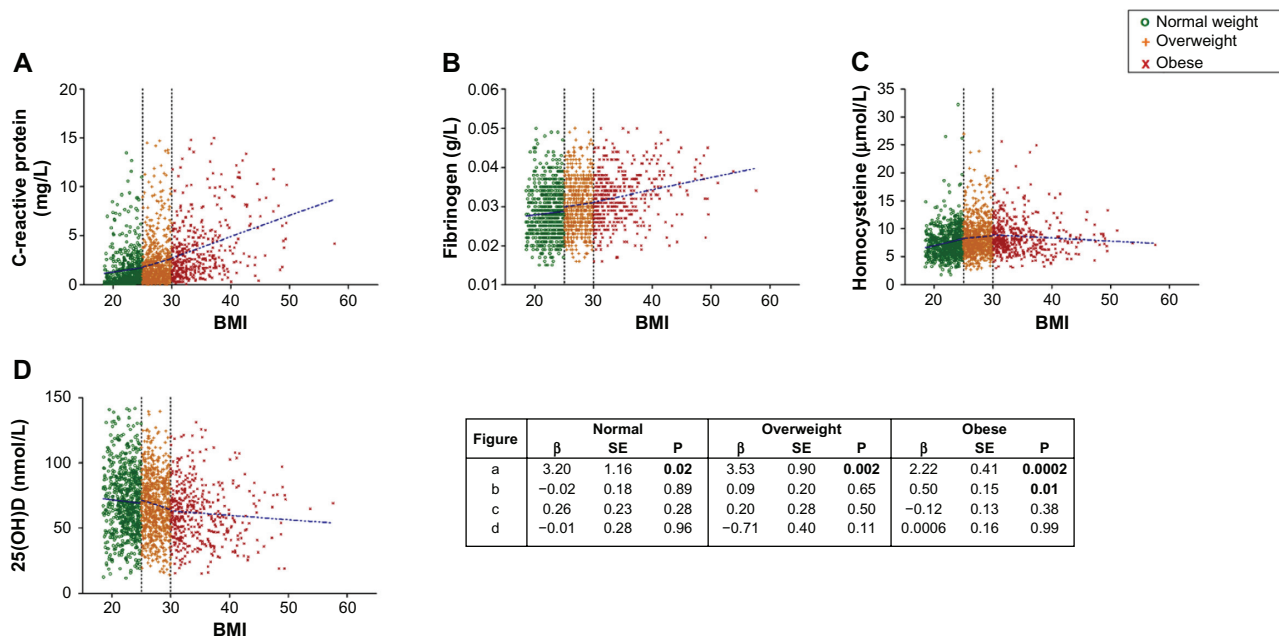 o Normal weight
+ Overweight
x Obese
A
C-reactive protein
(mg/L)
20
15
10
5
0
20 30 40 50 60
BMI
B
Fibrinogen (g/L)
0.06
0.05
0.04
0.03
0.02
0.01
20 30 40 50 60
BMI
C
Homocysteine (μmol/L)
35
30
25
20
15
10
5
0
20 30 40 50 60
BMI
D
25(OH)D (nmol/L)
150
100
50
0
20 30 40 50 60
BMI
Figure Normal Overweight Obese
β SE P β SE P β SE P
a 3.20 1.16 0.02 3.53 0.90 0.002 2.22 0.41 0.0002
b −0.02 0.18 0.89 0.09 0.20 0.65 0.50 0.15 0.01
c 0.26 0.23 0.28 0.20 0.28 0.50 −0.12 0.13 0.38
d −0.01 0.28 0.96 −0.71 0.40 0.11 0.0006 0.16 0.99